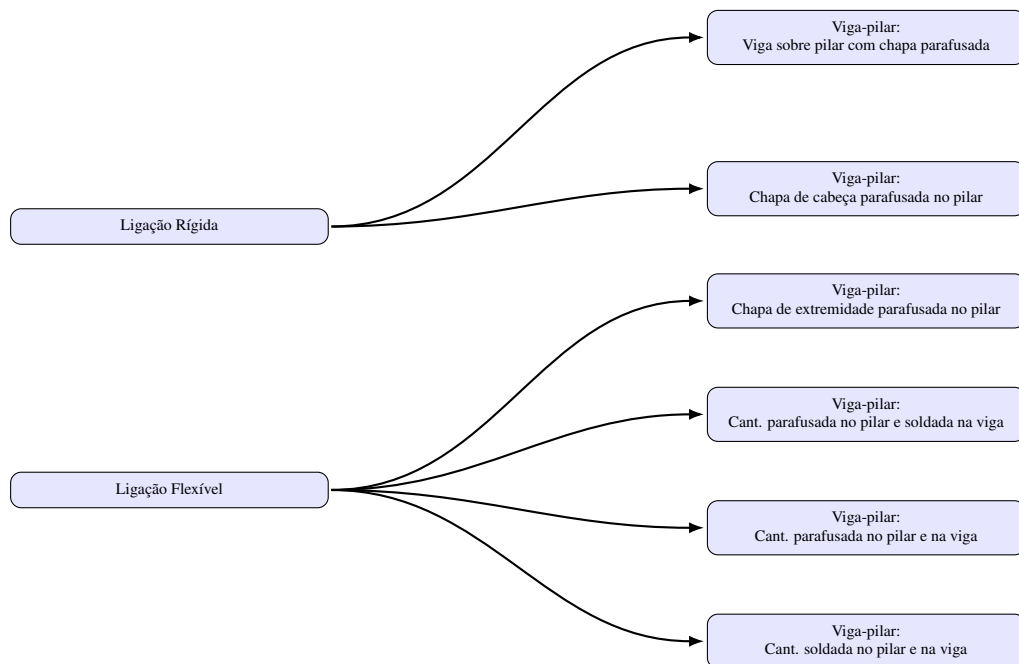 Viga-pilar:
Viga sobre pilar com chapa parafusada
Viga-pilar:
Chapa de cabeça parafusada no pilar
Ligação Rígida
Viga-pilar:
Chapa de extremidade parafusada no pilar
Viga-pilar:
Cant. parafusada no pilar e soldada na viga
Ligação Flexível
Viga-pilar:
Cant. parafusada no pilar e na viga
Viga-pilar:
Cant. soldada no pilar e na viga